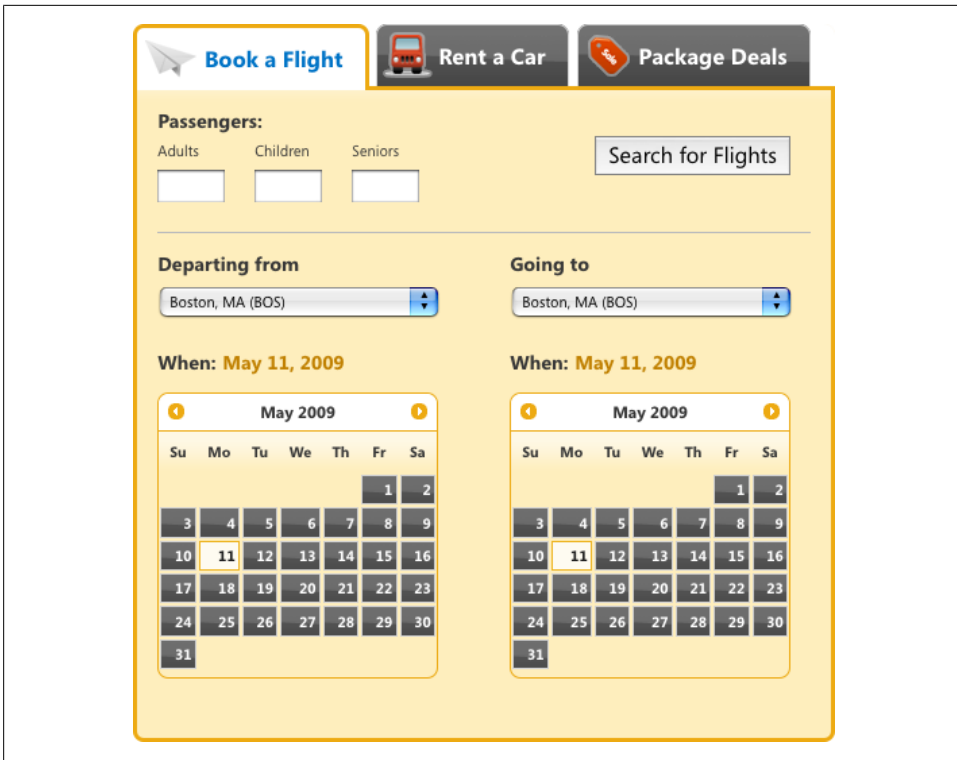 Book a Flight
Rent a Car
Sale
Package Deals
Passengers:
Adults Children Seniors
Search for Flights
Departing from
Going to
Boston, MA (BOS)
Boston, MA (BOS)
When: May 11, 2009
When: May 11, 2009
May 2009
Su Mo Tu We Th Fr Sa
1 2
3 4 5 6 7 8 9
10 11 12 13 14 15 16
17 18 19 20 21 22 23
24 25 26 27 28 29 30
31
May 2009
Su Mo Tu We Th Fr Sa
1 2
3 4 5 6 7 8 9
10 11 12 13 14 15 16
17 18 19 20 21 22 23
24 25 26 27 28 29 30
31